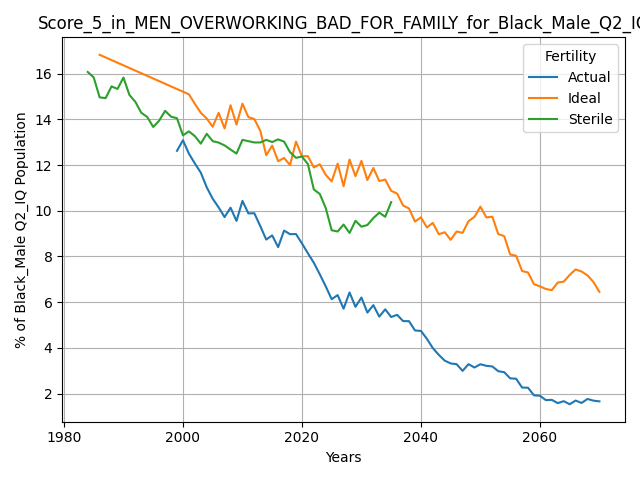 Score_5_in_MEN_OVERWORKING_BAD_FOR_FAMILY_for_Black_Male_Q2_IQ
Fertility
Actual
Ideal
Sterile
% of Black_Male Q2_IQ Population
16
14
12
10
8
6
4
2
1980
2000
2020
2040
2060
Years